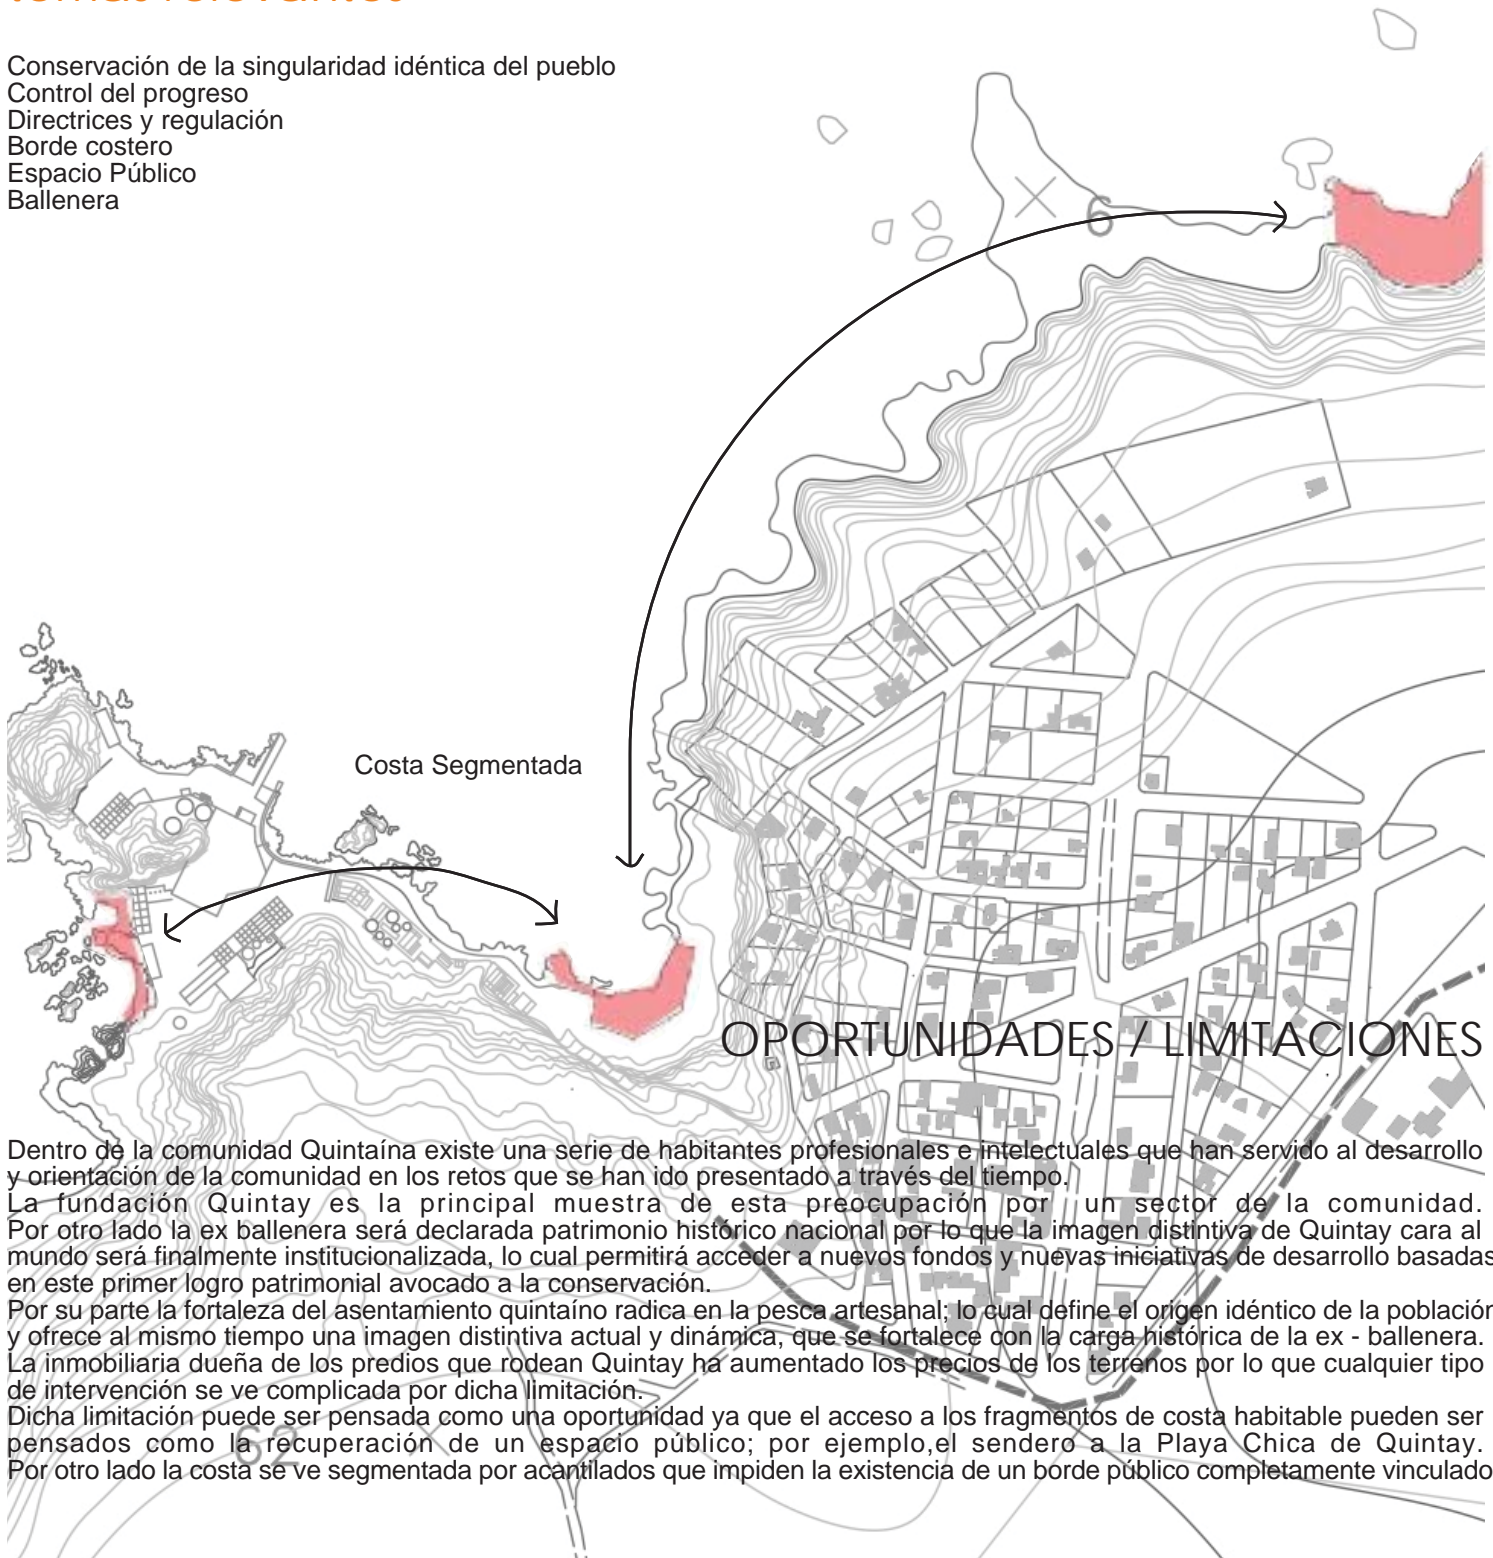 temas relevantes
Conservación de la singularidad idéntica del pueblo
Control del progreso
Directrices y regulación
Borde costero
Espacio Público
Ballenera
6
Costa Segmentada
OPORTUNIDADES / LIMITACIONES
Dentro de la comunidad Quintaína existe una serie de habitantes profesionales e intelectuales que han servido al desarrollo
y orientación de la comunidad en los retos que se han ido presentado a través del tiempo.
La fundación Quintay es la principal muestra de esta preocupación por un sector de la comunidad.
Por otro lado la ex ballenera será declarada patrimonio histórico nacional por lo que la imagen distintiva de Quintay cara al
mundo será finalmente institucionalizada, lo cual permitirá acceder a nuevos fondos y nuevas iniciativas de desarrollo basadas
en este primer logro patrimonial avocado a la conservación.
Por su parte la fortaleza del asentamiento quintaíno radica en la pesca artesanal; lo cual define el origen idéntico de la población
y ofrece al mismo tiempo una imagen distintiva actual y dinámica, que se fortalece con la carga histórica de la ex - ballenera.
La inmobiliaria dueña de los predios que rodean Quintay ha aumentado los precios de los terrenos por lo que cualquier tipo
de intervención se ve complicada por dicha limitación.
Dicha limitación puede ser pensada como una oportunidad ya que el acceso a los fragmentos de costa habitable pueden ser
pensados como la recuperación de un espacio público; por ejemplo,el sendero a la Playa Chica de Quintay.
Por otro lado la costa se ve segmentada por acantilados que impiden la existencia de un borde público completamente vinculado
62